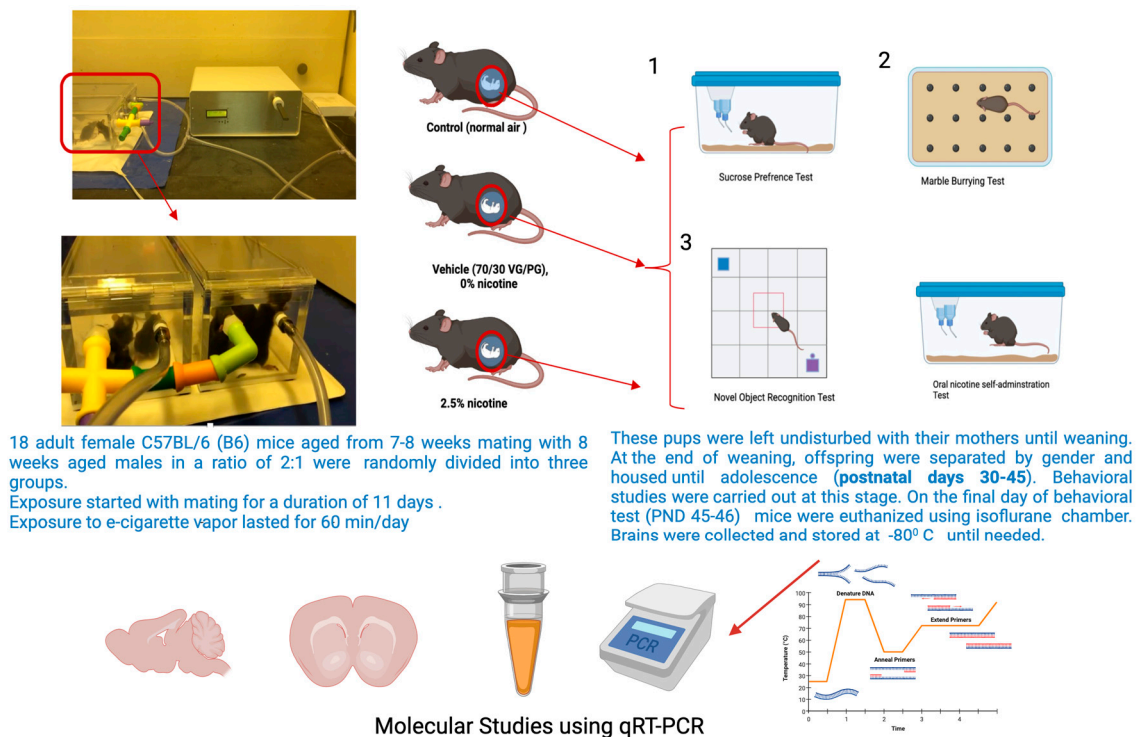 1
2
Control (normal air )
Sucrose Prefrence Test
Marble Burrying Test
Vehicle (70/30 VG/PG),
0% nicotine
3
2.5% nicotine
Novel Object Recognition Test
Oral nicotine self-adminstration
Test
18 adult female C57BL/6 (B6) mice aged from 7-8 weeks mating with 8
weeks aged males in a ratio of 2:1 were randomly divided into three
groups.
Exposure started with mating for a duration of 11 days .
Exposure to e-cigarette vapor lasted for 60 min/day
These pups were left undisturbed with their mothers until weaning.
At the end of weaning, offspring were separated by gender and
housed until adolescence (postnatal days 30-45). Behavioral
studies were carried out at this stage. On the final day of behavioral
test (PND 45-46) mice were euthanized using isoflurane chamber.
Brains were collected and stored at -80⁰ C until needed.
PCR
Temperature (°C)
100
90
80
70
60
50
40
30
20
10
0
Denature DNA
Anneal Primers
Extend Primers
0 1 2 3 4
Time
Molecular Studies using qRT-PCR